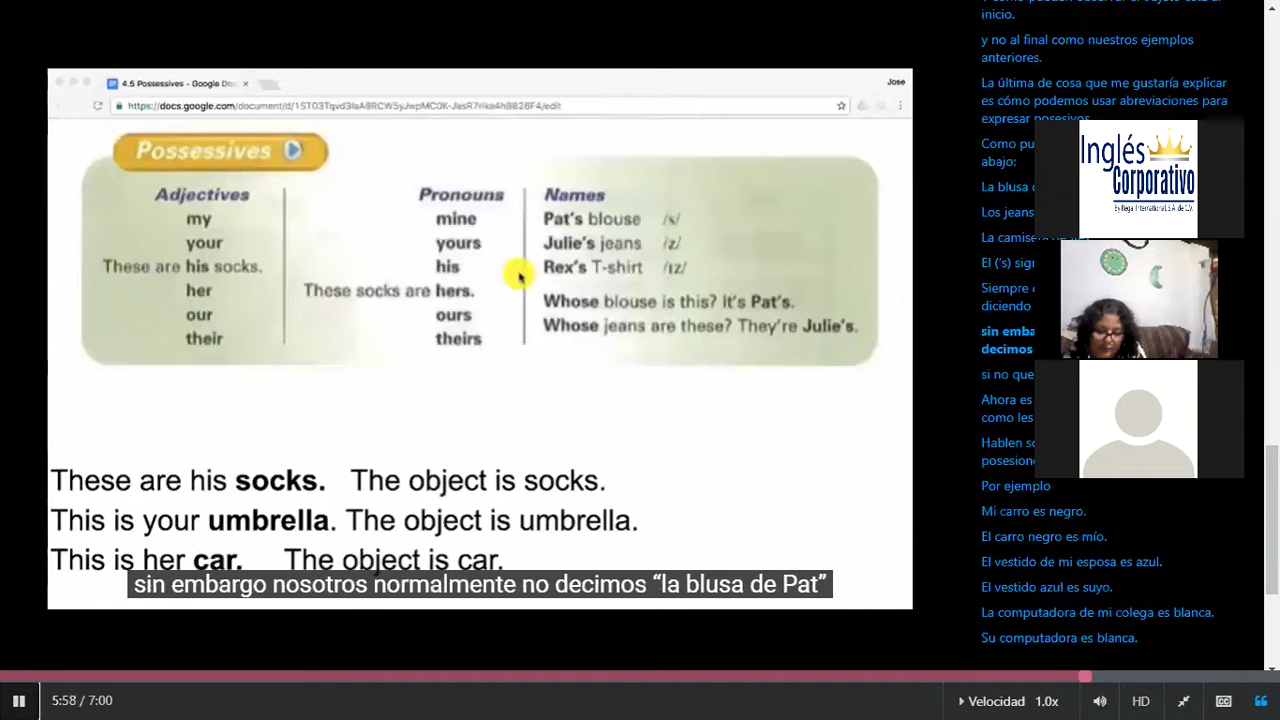 4.5 Possessives - Google Do
Jose
Possessives
Adjectives
my
your
These are his socks.
her
our
their
Pronouns
mine
yours
his
These socks are hers.
ours
theirs
Names
Pat's blouse /s/
Julie's jeans /z/
Rex's T-shirt /ɪz/
Whose blouse is this? It's Pat's.
Whose jeans are these? They're Julie's.
These are his socks. The object is socks.
This is your umbrella. The object is umbrella.
This is her car. The object is car.
sin embargo nosotros normalmente no decimos “la blusa de Pat”
inicio.
y no al final como nuestros ejemplos
anteriores.
La última de cosa que me gustaría explicar
es cómo podemos usar abreviaciones para
expresar posesivos
Como
abajo:
La blusa
Los jeans
La camiseta
El ('s)
Siempre
diciendo
sin
decimos
si no que
Ahora es
como les
Hablen
Por ejemplo
Mi carro es negro.
El carro negro es mío.
El vestido de mi esposa es azul.
El vestido azul es suyo.
La computadora de mi colega es blanca.
Su computadora es blanca.
Inglés
Corporativo
5:58 / 7:00
Velocidad 1.0x
HD
CC